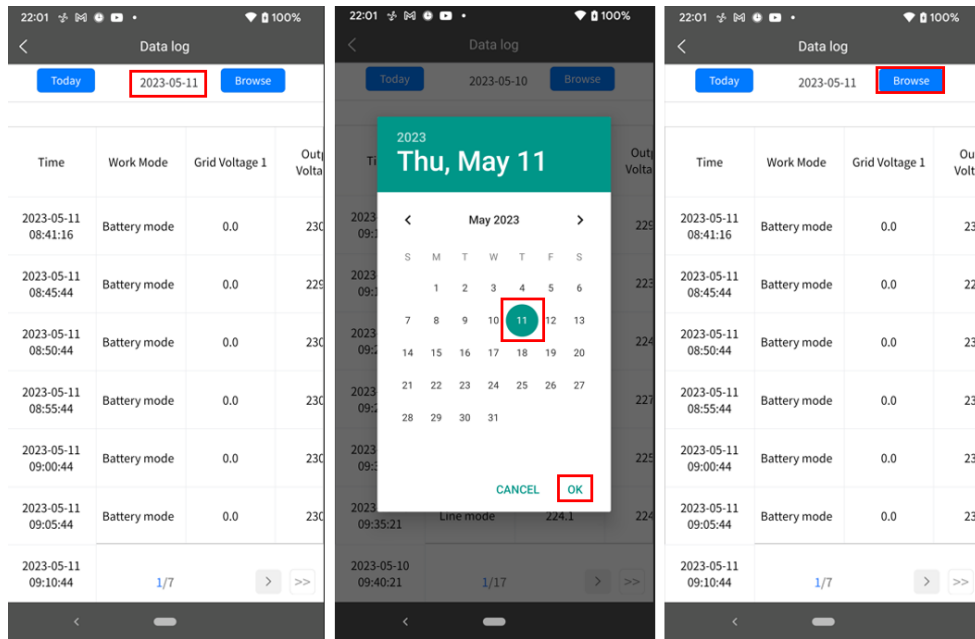 22:01 100%
Data log
Today 2023-05-11 Browse
Time Work Mode Grid Voltage 1
2023-05-11
08:41:16 Battery mode 0.0 230
2023-05-11
08:45:44 Battery mode 0.0 229
2023-05-11
08:50:44 Battery mode 0.0 230
2023-05-11
08:55:44 Battery mode 0.0 230
2023-05-11
09:00:44 Battery mode 0.0 230
2023-05-11
09:05:44 Battery mode 0.0 230
2023-05-11
09:10:44
1/7 > >>
22:01 100%
Data log
Today 2023-05-10 Browse
2023
Thu, May 11
May 2023
S M T W T F S
1 2 3 4 5 6
7 8 9 10 11 12 13
14 15 16 17 18 19 20
21 22 23 24 25 26 27
28 29 30 31
CANCEL OK
229
223
224
227
225
09:35:21 Line mode 224.1 224
2023-05-10
09:40:21
1/17 > >>
22:01 100%
Data log
Today 2023-05-11 Browse
Time Work Mode Grid Voltage 1
2023-05-11
08:41:16 Battery mode 0.0 23
2023-05-11
08:45:44 Battery mode 0.0 22
2023-05-11
08:50:44 Battery mode 0.0 23
2023-05-11
08:55:44 Battery mode 0.0 23
2023-05-11
09:00:44 Battery mode 0.0 23
2023-05-11
09:05:44 Battery mode 0.0 23
2023-05-11
09:10:44
1/7 > >>